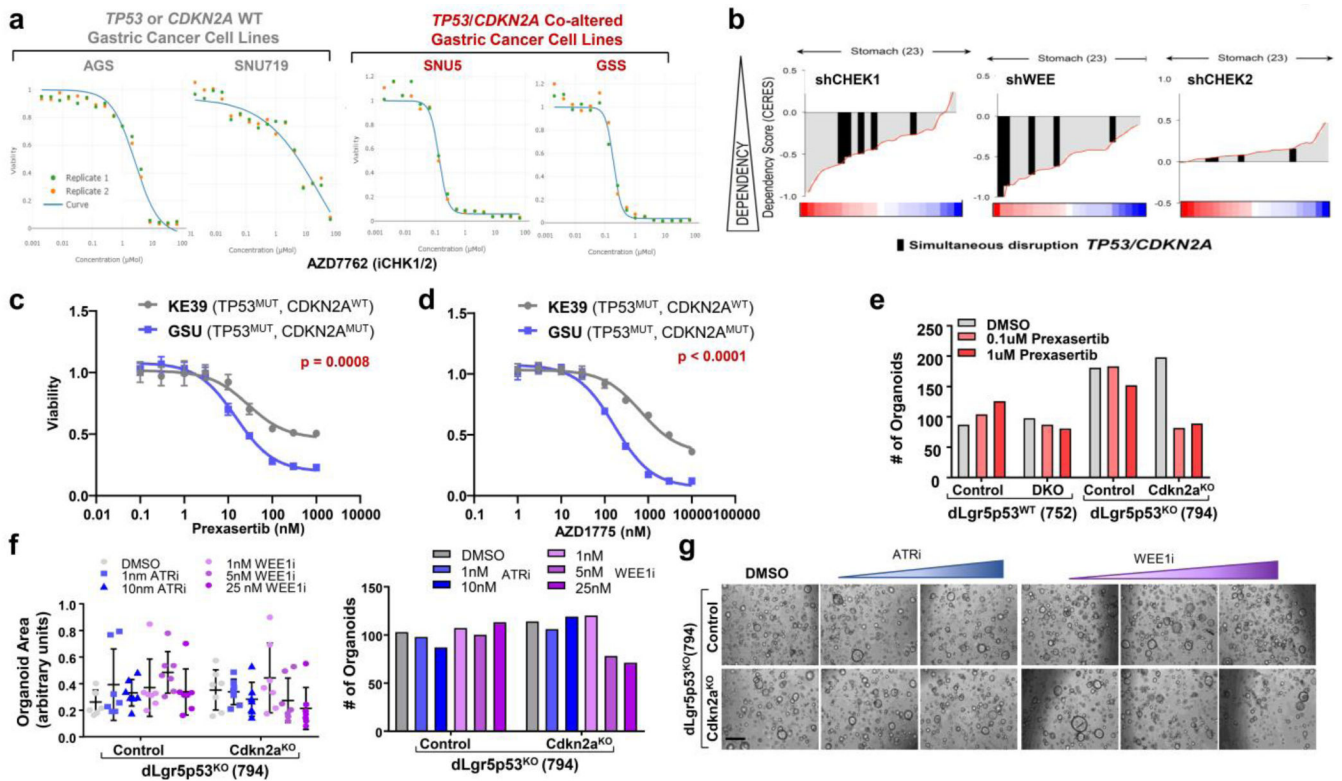 a
TP53 or CDKN2A WT
Gastric Cancer Cell Lines
TP53/CDKN2A Co-altered
Gastric Cancer Cell Lines
AGS
SNU719
SNU5
GSS
Viability
Replicate 1
Replicate 2
Curve
Concentration (µMol)
AZD7762 (iCHK1/2)
b
DEPENDENCY
Dependency Score (CERES)
Stomach (23)
Stomach (23)
Stomach (23)
shCHEK1
shWEE
shCHEK2
0.5
0.0
-0.5
-1.0
Simultaneous disruption TP53/CDKN2A
c
KE39 (TP53MUT, CDKN2AWT)
GSU (TP53MUT, CDKN2AMUT)
p = 0.0008
Viability
1.5
1.0
0.5
0.0
0.01 0.1 1 10 100 1000 10000
Prexasertib (nM)
d
KE39 (TP53MUT, CDKN2AWT)
GSU (TP53MUT, CDKN2AMUT)
p < 0.0001
1.5
1.0
0.5
0.0
0.1 1 10 100 1000 10000100000
AZD1775 (nM)
e
DMSO
0.1uM Prexasertib
1uM Prexasertib
# of Organoids
250
200
150
100
50
0
Control DKO Control Cdkn2aKO
dLgr5p53WT (752) dLgr5p53KO (794)
f
DMSO
1nm ATRi
10nm ATRi
1nM WEE1i
5nM WEE1i
25 nM WEE1i
Organoid Area
(arbitrary units)
1.0
0.8
0.6
0.4
0.2
0.0
Control Cdkn2aKO
dLgr5p53KO (794)
DMSO
1nM ATRi
10nM
1nM
5nM WEE1i
25nM
# of Organoids
150
100
50
0
Control Cdkn2aKO
dLgr5p53KO (794)
g
DMSO
ATRi
WEE1i
dLgr5p53KO(794)
Control
Cdkn2aKO